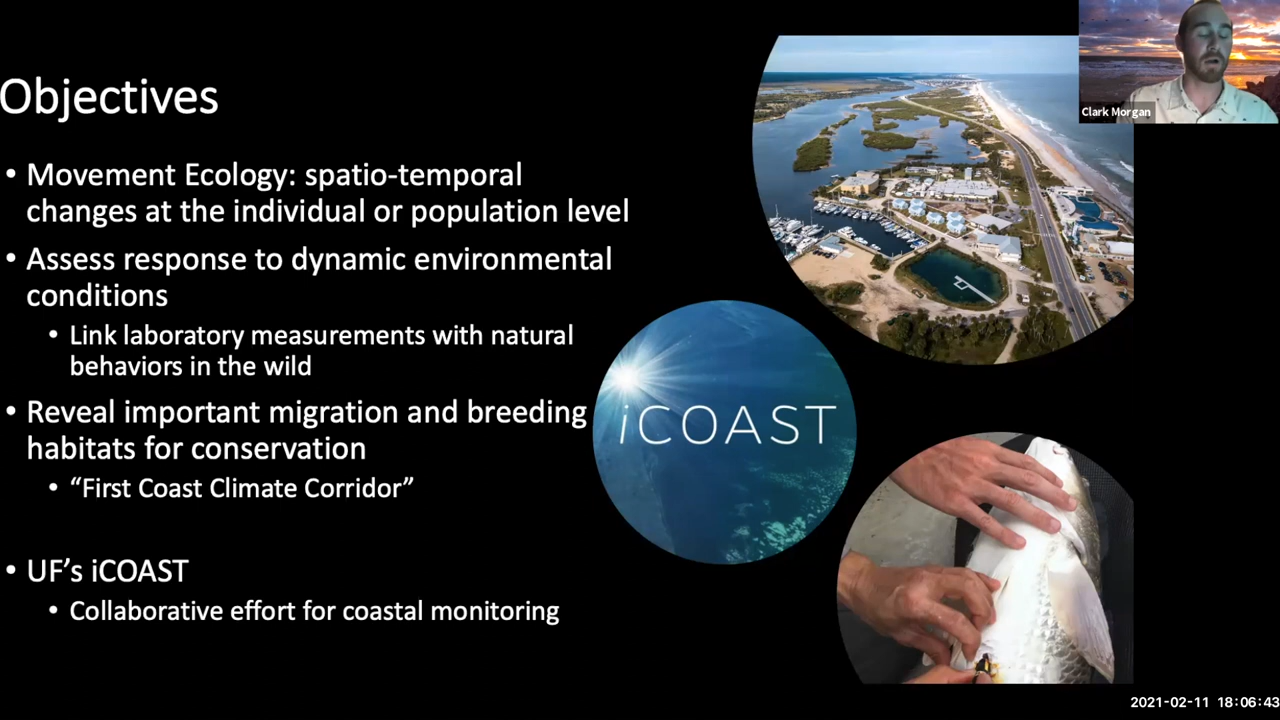 Objectives
• Movement Ecology: spatio-temporal
changes at the individual or population level
• Assess response to dynamic environmental
conditions
• Link laboratory measurements with natural
behaviors in the wild
• Reveal important migration and breeding
habitats for conservation
• “First Coast Climate Corridor”
• UF’s iCOAST
• Collaborative effort for coastal monitoring
iCOAST
Clark Morgan
2021-02-11 18:06:43